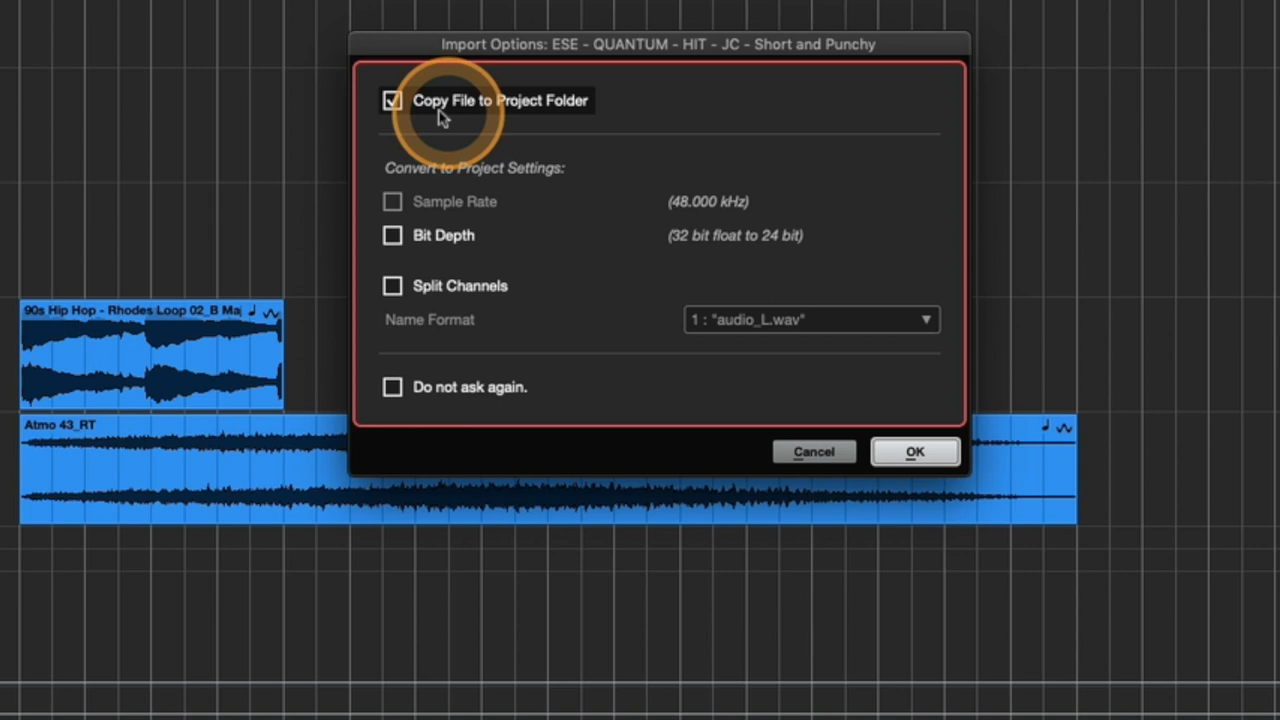 Import Options: ESE - QUANTUM - HIT - JC - Short and Punchy
Copy File to Project Folder
Convert to Project Settings:
Sample Rate (48.000 kHz)
Bit Depth (32 bit float to 24 bit)
Split Channels
Name Format 1 : "audio_L.wav"
Do not ask again.
Cancel OK
90s Hip Hop - Rhodes Loop 02_B Maj
Atmo 43_RT